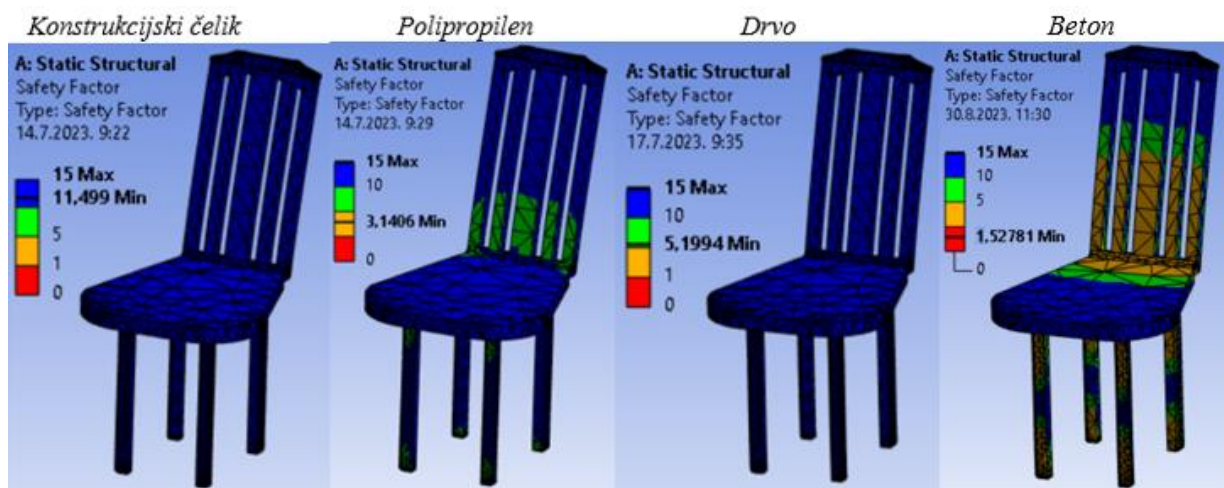 Konstrukcijski čelik
A: Static Structural
Safety Factor
Type: Safety Factor
14.7.2023. 9:22
15 Max
11,499 Min
5
1
0
Polipropilen
A: Static Structural
Safety Factor
Type: Safety Factor
14.7.2023. 9:29
15 Max
10
3,1406 Min
0
Drvo
A: Static Structural
Safety Factor
Type: Safety Factor
17.7.2023. 9:35
15 Max
10
5,1994 Min
1
0
Beton
A: Static Structural
Safety Factor
Type: Safety Factor
30.8.2023. 11:30
15 Max
10
5
1,52781 Min
0